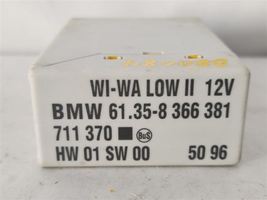 WI-WA LOW II 12V
BMW 61.35-8 366 381
711 370 ■ BuS
HW 01 SW 00 50 96